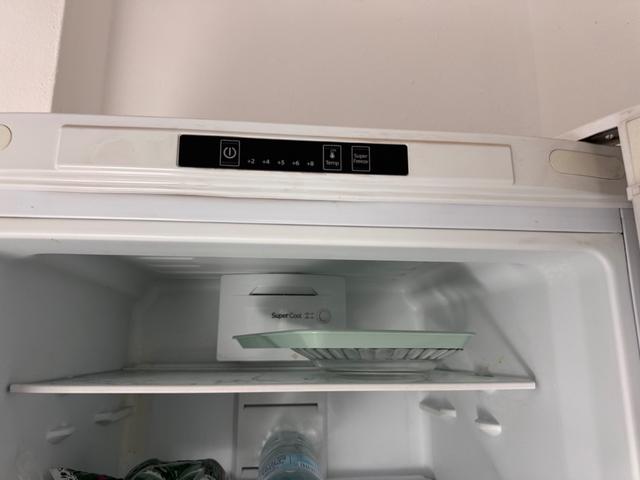 +2 +4 +5 +6 +8 Temp Super
Freeze
Super Cool